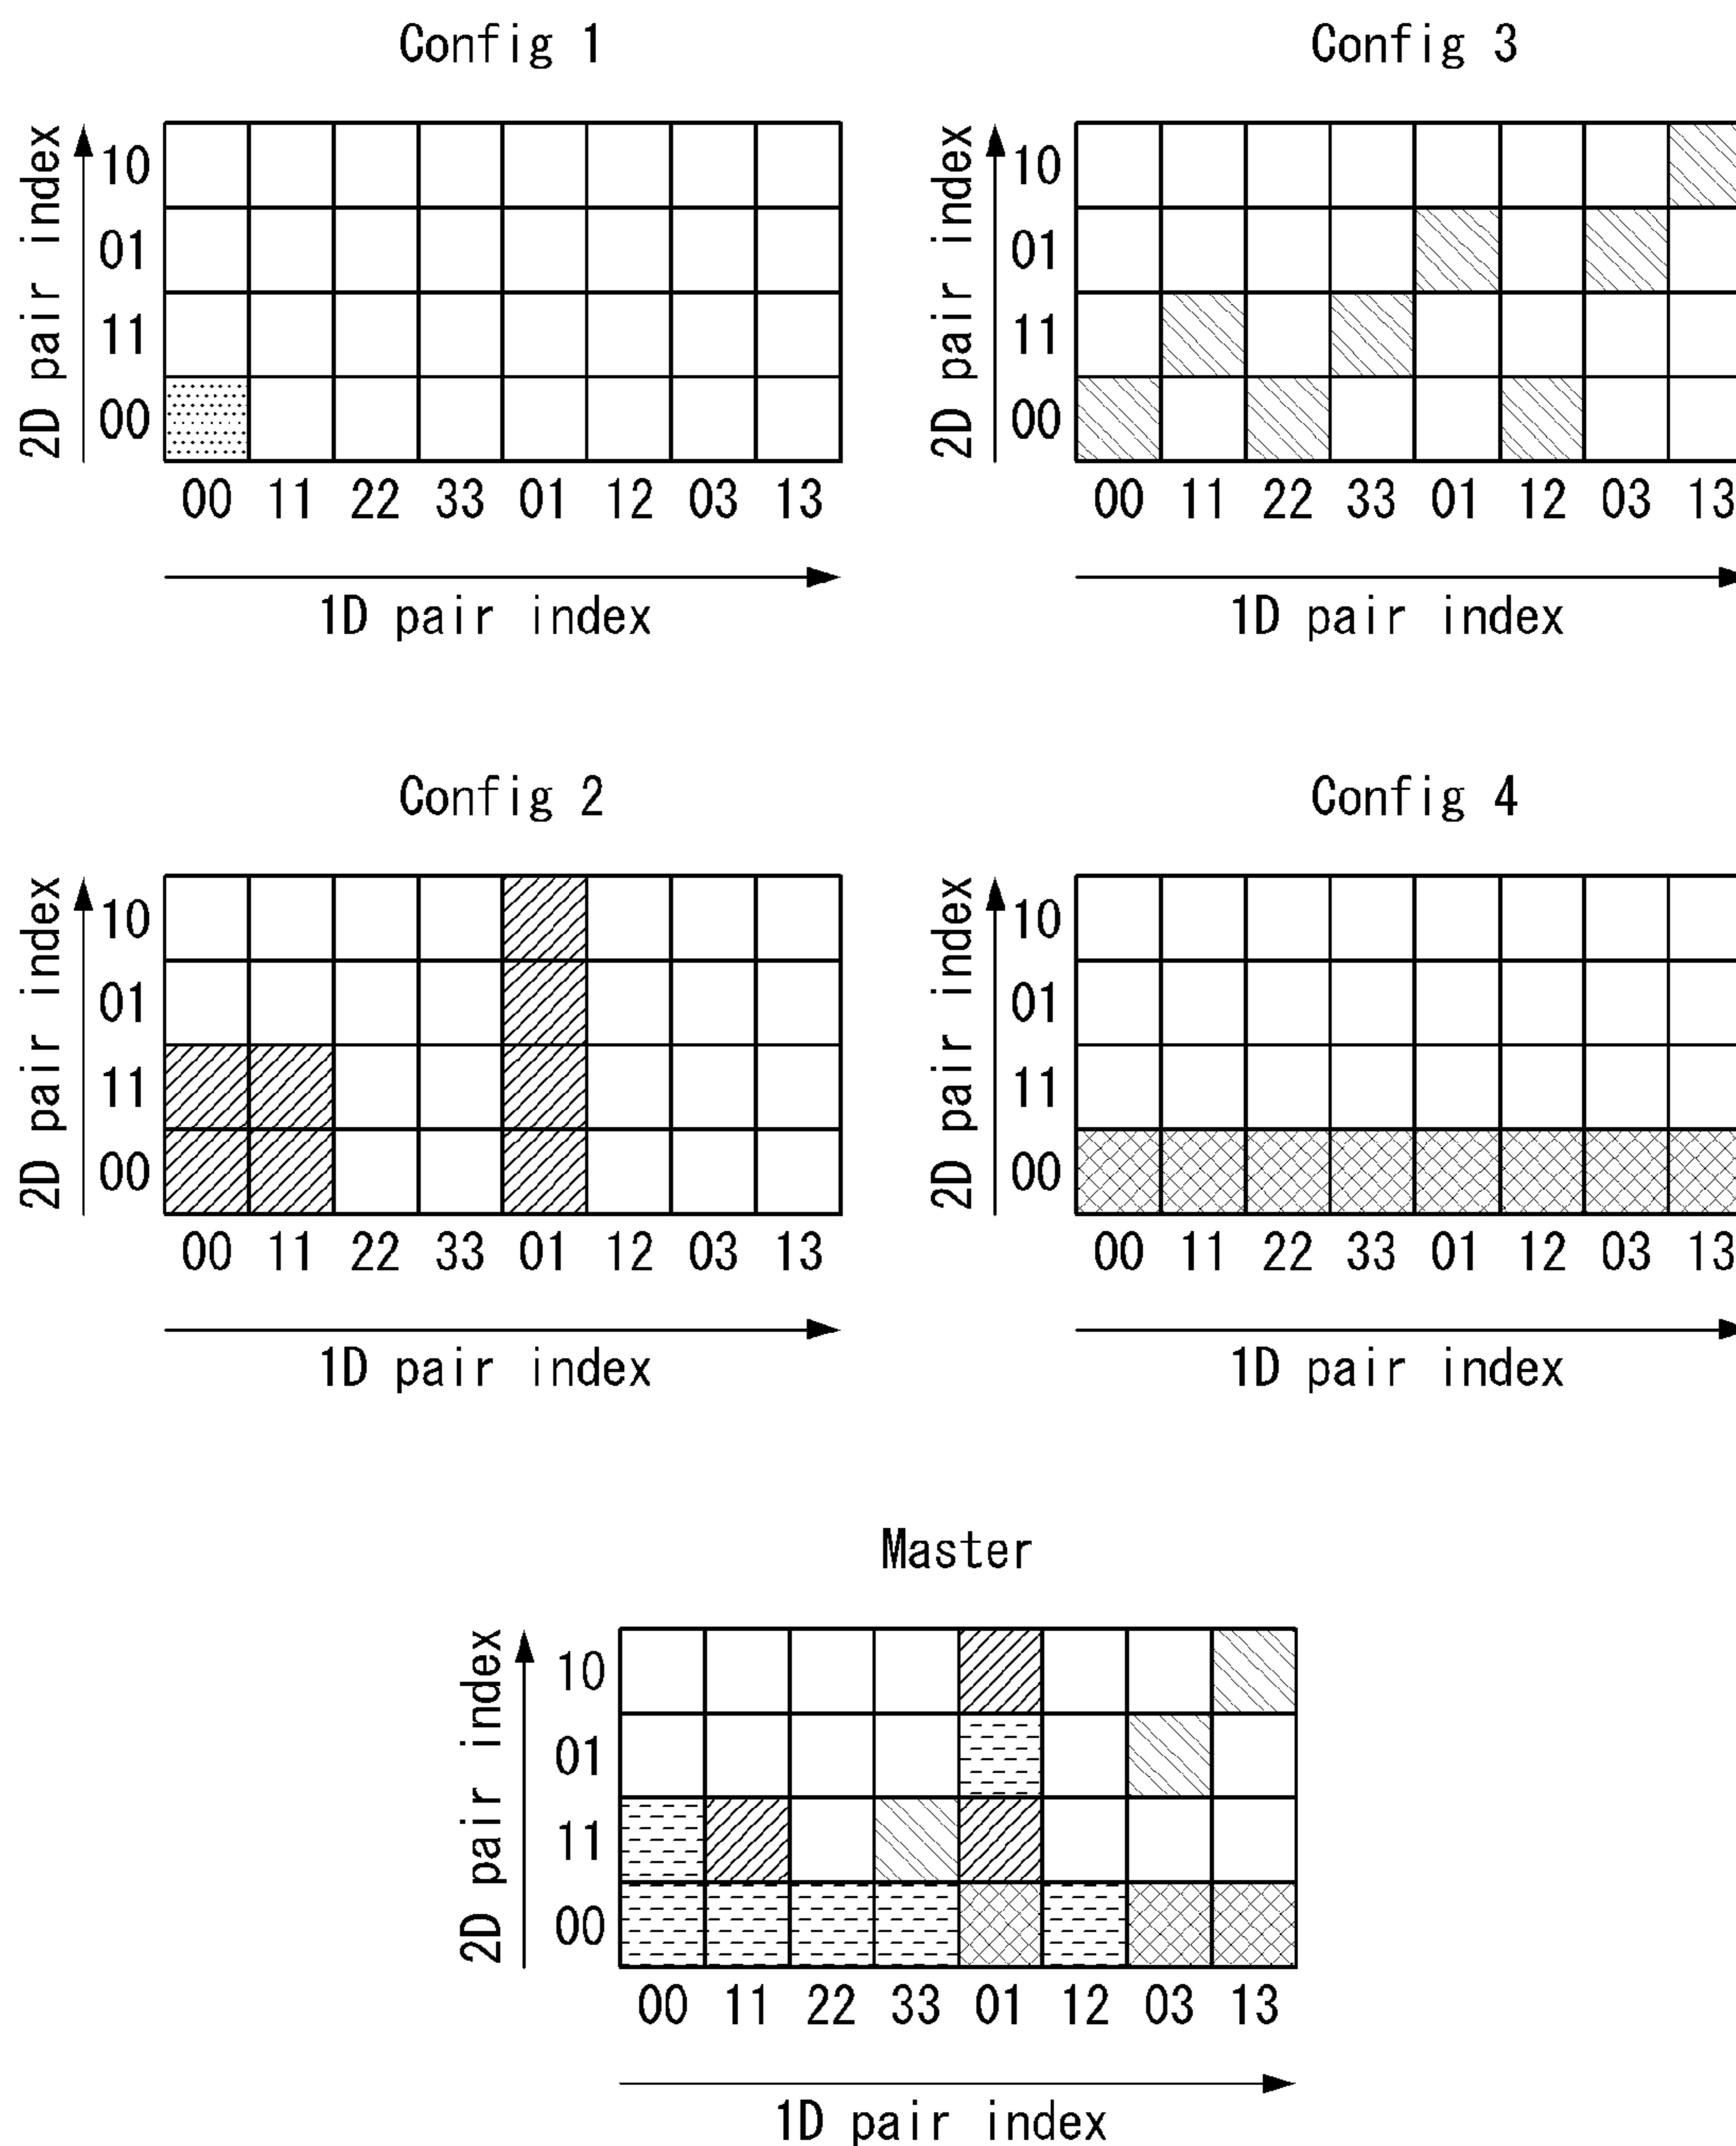 Config 1
2D pair index
10
01
11
00
00 11 22 33 01 12 03 13
1D pair index
Config 3
2D pair index
10
01
11
00
00 11 22 33 01 12 03 13
1D pair index
Config 2
2D pair index
10
01
11
00
00 11 22 33 01 12 03 13
1D pair index
Config 4
2D pair index
10
01
11
00
00 11 22 33 01 12 03 13
1D pair index
Master
2D pair index
10
01
11
00
00 11 22 33 01 12 03 13
1D pair index